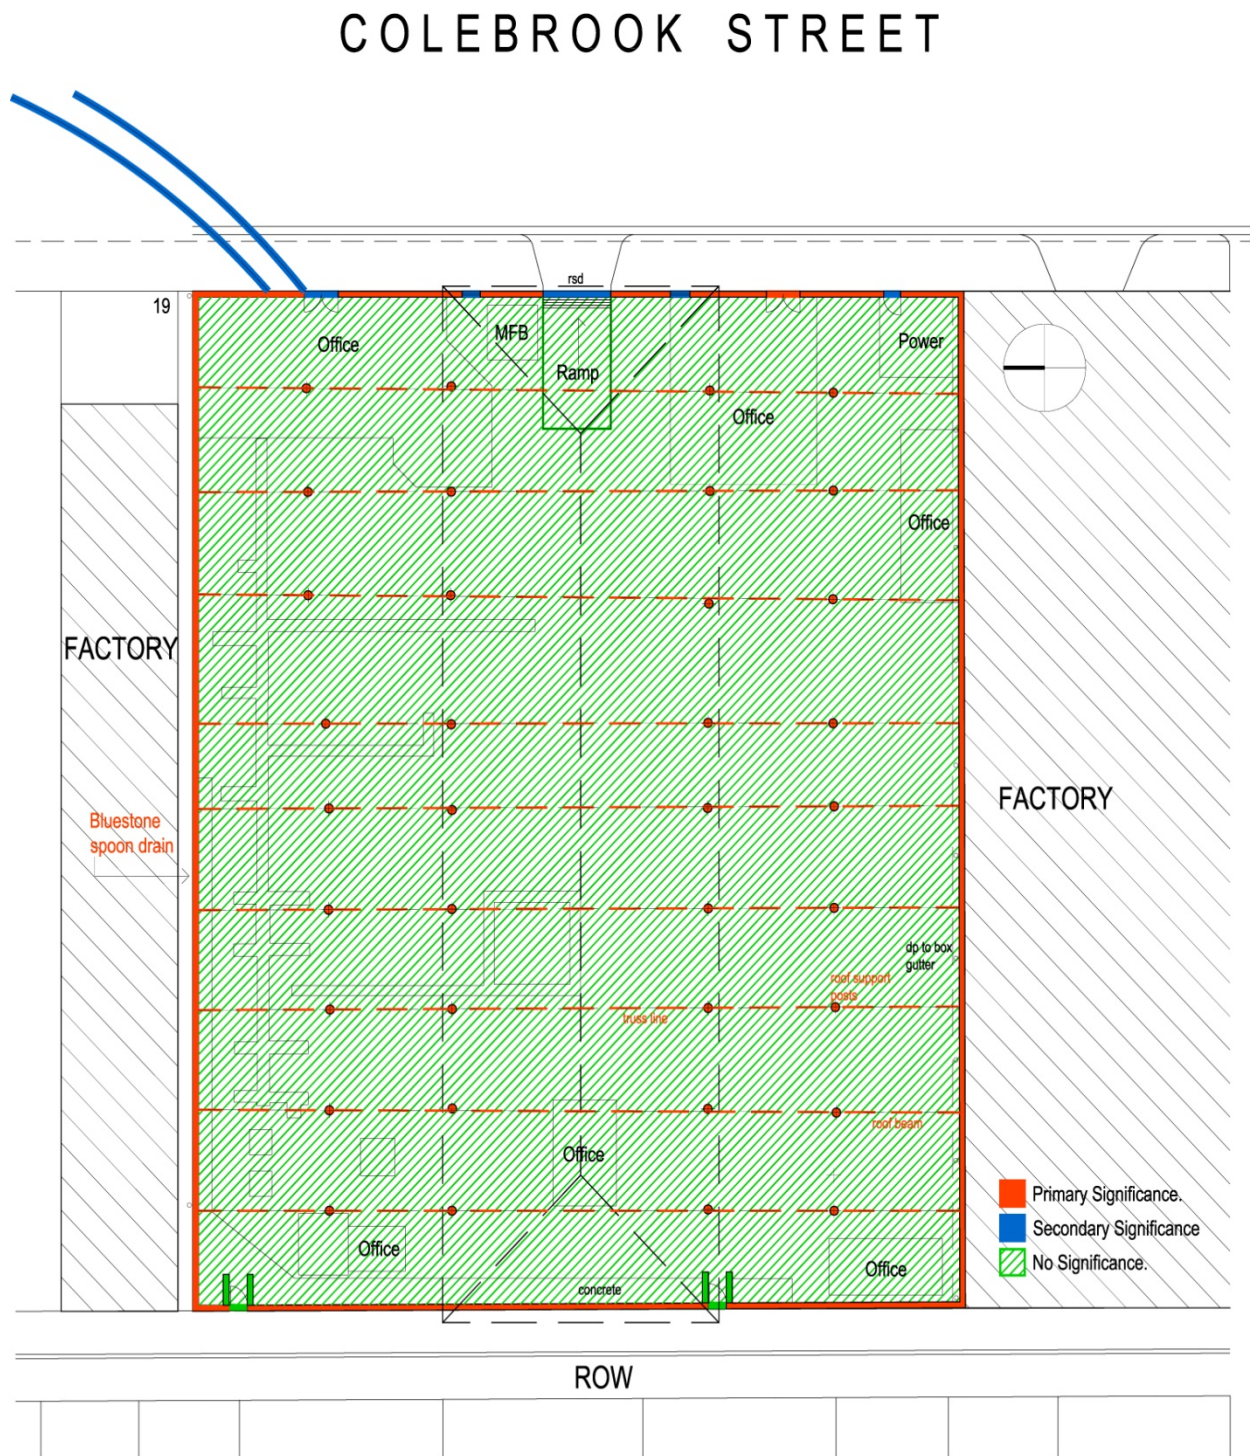 COLEBROOK STREET
rsd
19
MFB
Office
Power
Ramp
Office
Office
FACTORY
FACTORY
Bluestone
spoon drain
dp to box
gutter
roof support
posts
truss line
roof beam
Office
Primary Significance.
Secondary Significance
No Significance.
Office
Office
concrete
ROW